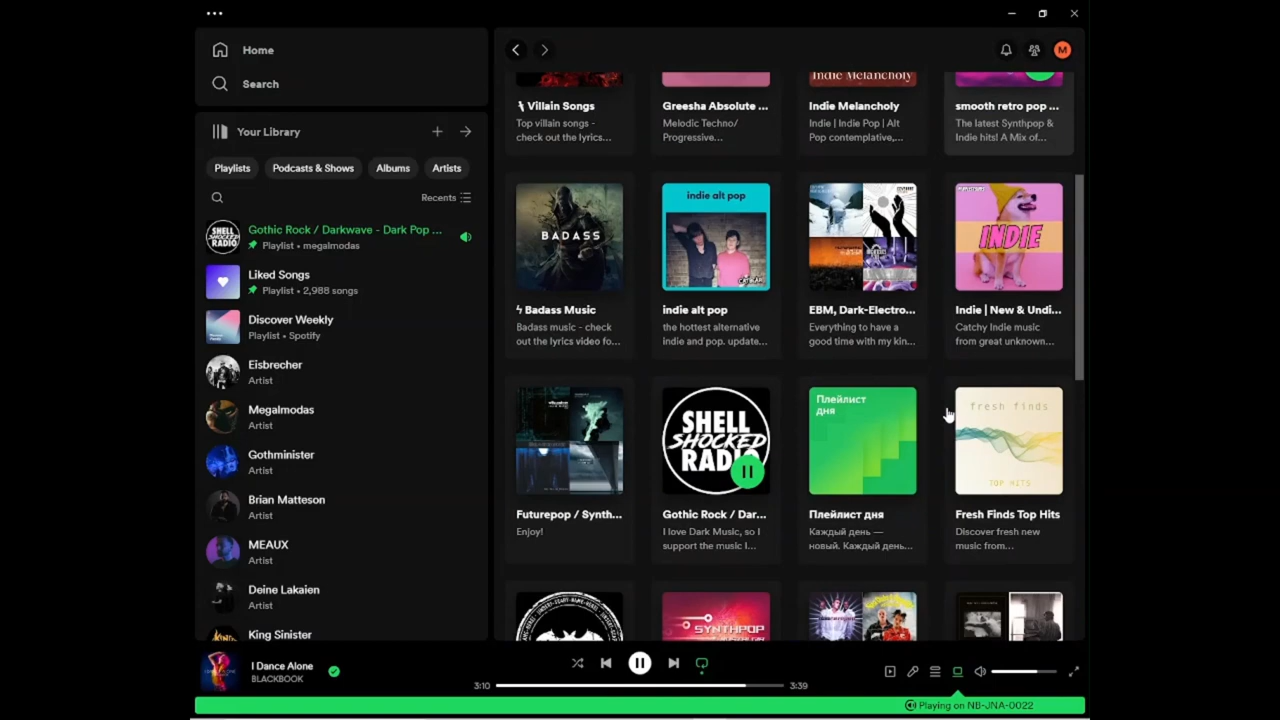 Home
Search
Your Library
Playlists
Podcasts & Shows
Albums
Artists
Recents
Gothic Rock / Darkwave - Dark Pop ...
Playlist • megalmodas
Liked Songs
Playlist • 2,988 songs
Discover Weekly
Playlist • Spotify
Eisbrecher
Artist
Megalmodas
Artist
Gothminister
Artist
Brian Matteson
Artist
MEAUX
Artist
Deine Lakaien
Artist
King Sinister
M
Indie Melancholy
Villain Songs
Top villain songs -
check out the lyrics...
Greesha Absolute ...
Melodic Techno/
Progressive...
Indie Melancholy
Indie | Indie Pop | Alt
Pop contemplative,...
smooth retro pop ...
The latest Synthpop &
Indie hits! A Mix of...
BADASS
ϟ Badass Music
Badass music - check
out the lyrics video fo...
indie alt pop
indie alt pop
the hottest alternative
indie and pop. update...
EBM, Dark-Electro...
Everything to have a
good time with my kin...
INDIE
Indie | New & Undi...
Catchy Indie music
from great unknown...
Futurepop / Synth...
Enjoy!
SHELL
SHOCKED
RADIO
Gothic Rock / Dar...
I love Dark Music, so I
support the music I...
Плейлист
дня
Плейлист дня
Каждый день —
новый. Каждый день...
fresh finds
TOP HITS
Fresh Finds Top Hits
Discover fresh new
music from...
SYNTHPOP
I Dance Alone
BLACKBOOK
3:10
3:39
Playing on NB-JNA-0022